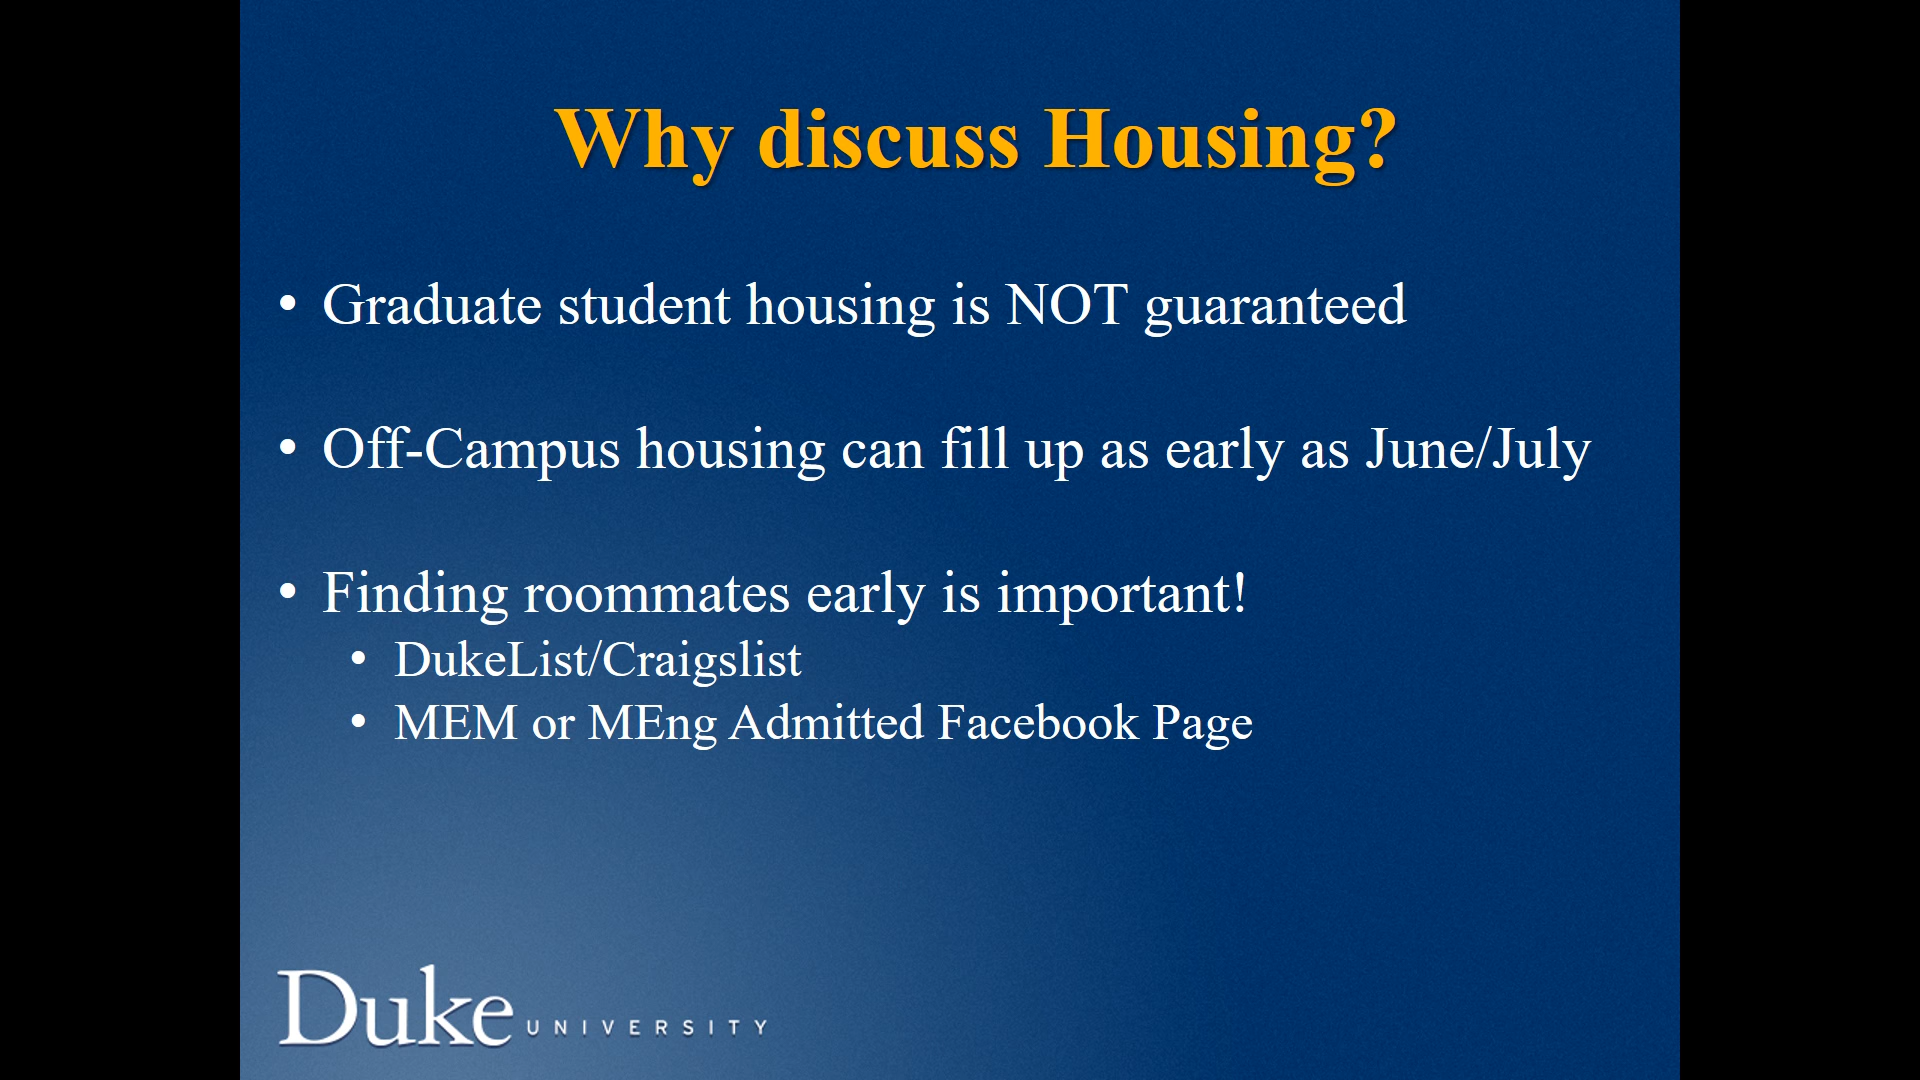 Why discuss Housing?
• Graduate student housing is NOT guaranteed
• Off-Campus housing can fill up as early as June/July
• Finding roommates early is important!
• DukeList/Craigslist
• MEM or MEng Admitted Facebook Page
Duke UNIVERSITY